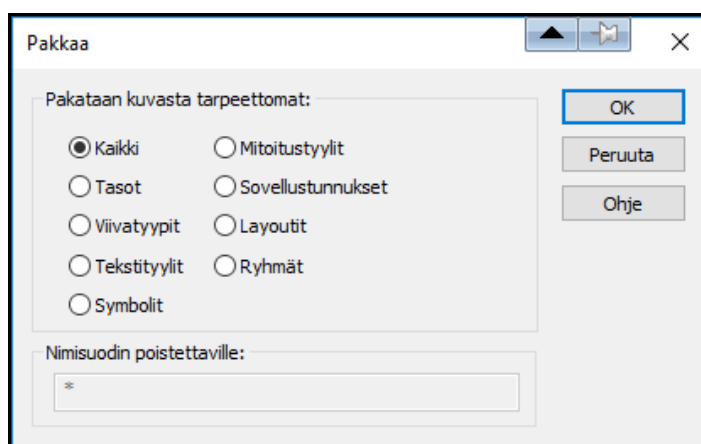 Pakkaa
Pakataan kuvasta tarpeettomat:
Kaikki
Mitoitustyylit
Tasot
Sovellustunnukset
Viivatyypit
Layoutit
Tekstityylit
Ryhmät
Symbolit
Nimisuodin poistettaville:
*
OK
Peruuta
Ohje